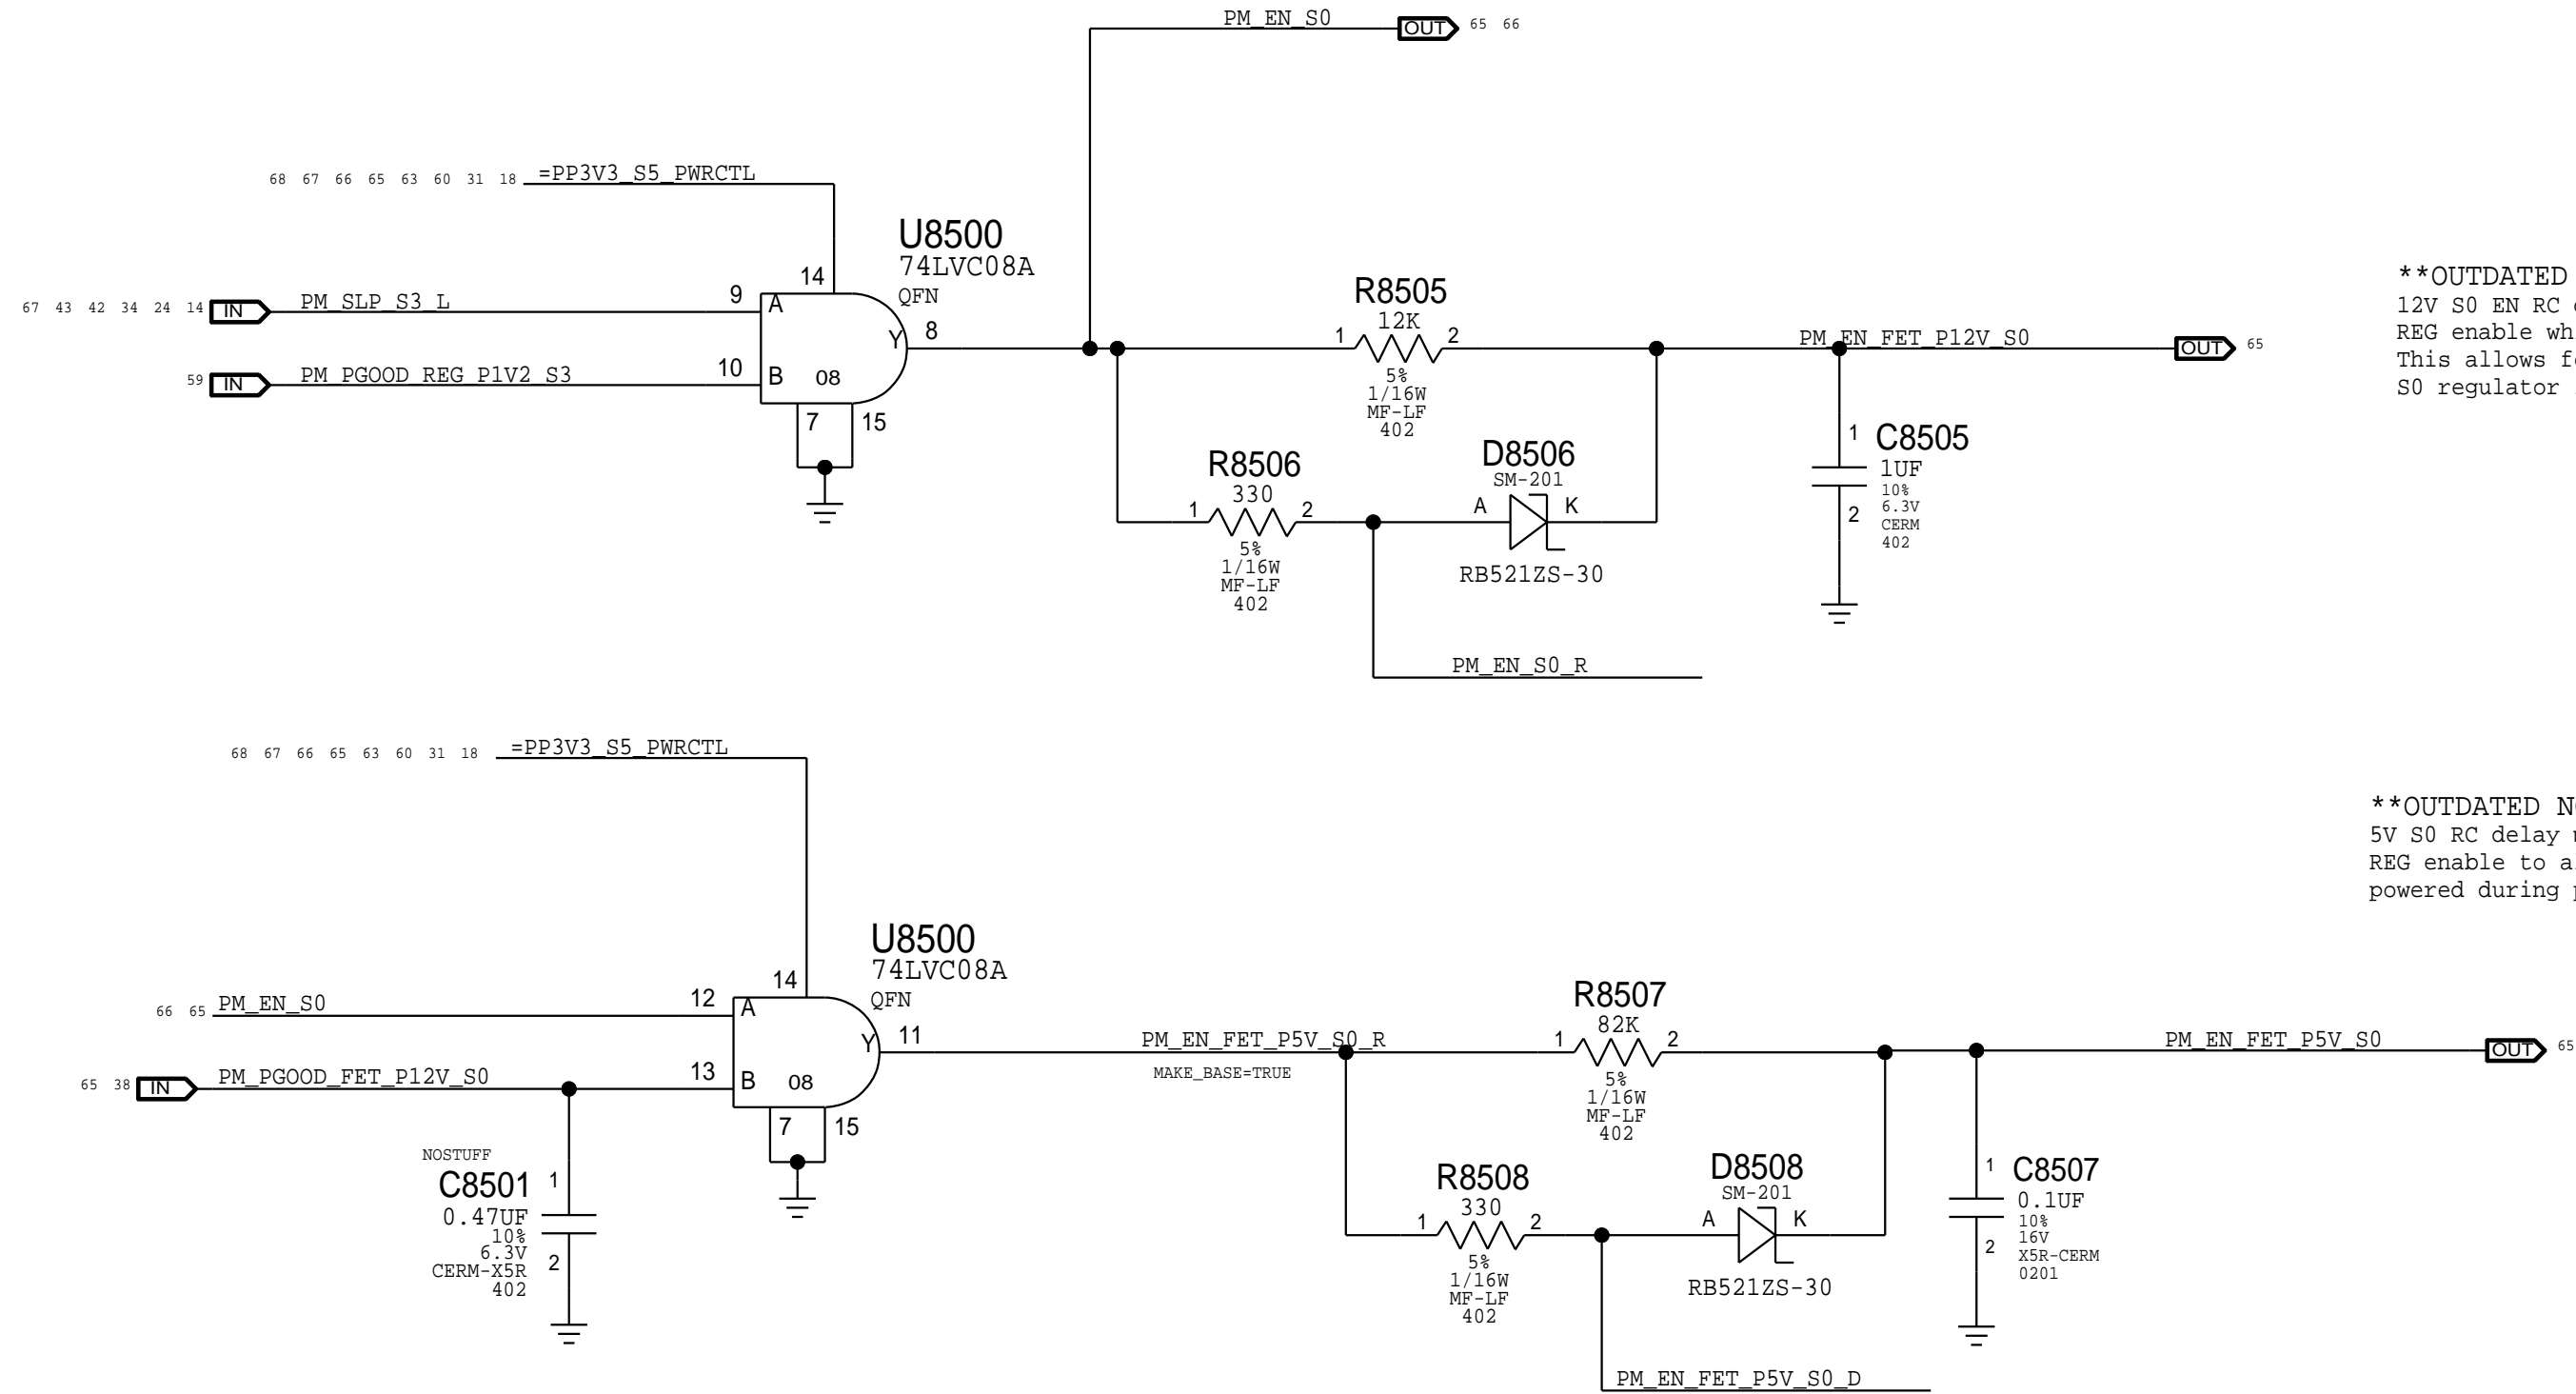 PM_EN_S0
OUT 65 66
68 67 66 65 63 60 31 18 =PP3V3_S5_PWRCTL
U8500
74LVC08A
QFN
14
67 43 42 34 24 14 IN PM_SLP_S3_L 9 A
59 IN PM_PGOOD_REG_P1V2_S3 10 B 08
Y 8
7 15
R8505
12K
1 2
5%
1/16W
MF-LF
402
PM_EN_FET_P12V_S0
OUT 65
R8506
330
1 2
5%
1/16W
MF-LF
402
D8506
SM-201
A K
RB521ZS-30
PM_EN_S0_R
1 C8505
1UF
10%
6.3V
2 CERM
402
**OUTDATED
12V S0 EN RC
REG enable
This allows
S0 regulator
68 67 66 65 63 60 31 18 =PP3V3_S5_PWRCTL
U8500
74LVC08A
QFN
14
66 65 PM_EN_S0 12 A
65 38 IN PM_PGOOD_FET_P12V_S0 13 B 08
Y 11
7 15
NOSTUFF
C8501 1
0.47UF
10%
6.3V
CERM-X5R 2
402
PM_EN_FET_P5V_S0_R
MAKE_BASE=TRUE
R8507
82K
1 2
5%
1/16W
MF-LF
402
PM_EN_FET_P5V_S0
OUT 65
R8508
330
1 2
5%
1/16W
MF-LF
402
D8508
SM-201
A K
RB521ZS-30
PM_EN_FET_P5V_S0_D
1 C8507
0.1UF
10%
16V
2 X5R-CERM
0201
**OUTDATED
5V S0 RC delay
REG enable to
powered during